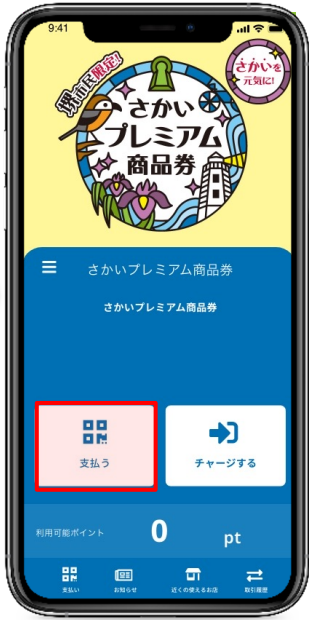 9:41
堺市民限定!
さかいを
元気に!
さかい
プレミアム
商品券
さかいプレミアム商品券
さかいプレミアム商品券
支払う
チャージする
利用可能ポイント
0
pt
支払い
お知らせ
近くの使えるお店
取引履歴